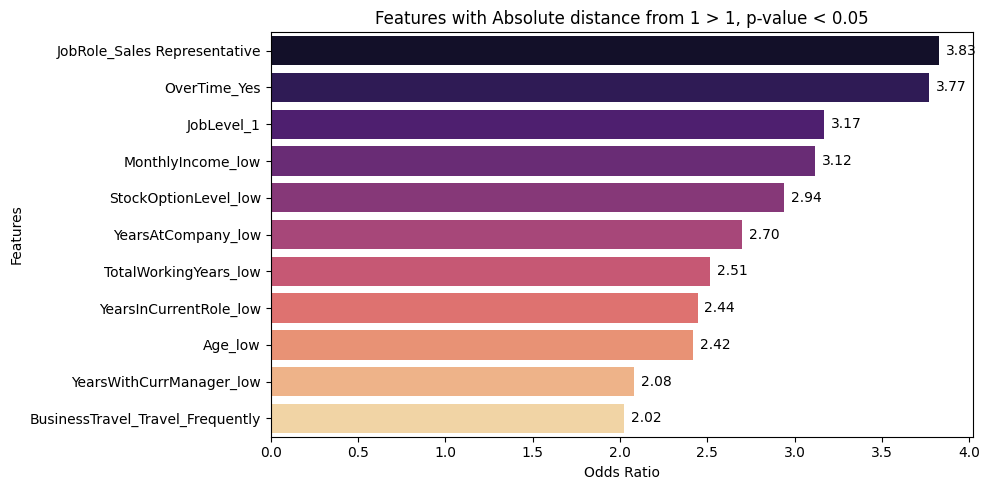 Features with Absolute distance from 1 > 1, p-value < 0.05
Features
JobRole_Sales Representative 3.83
OverTime_Yes 3.77
JobLevel_1 3.17
MonthlyIncome_low 3.12
StockOptionLevel_low 2.94
YearsAtCompany_low 2.70
TotalWorkingYears_low 2.51
YearsInCurrentRole_low 2.44
Age_low 2.42
YearsWithCurrManager_low 2.08
BusinessTravel_Travel_Frequently 2.02
0.0 0.5 1.0 1.5 2.0 2.5 3.0 3.5 4.0
Odds Ratio